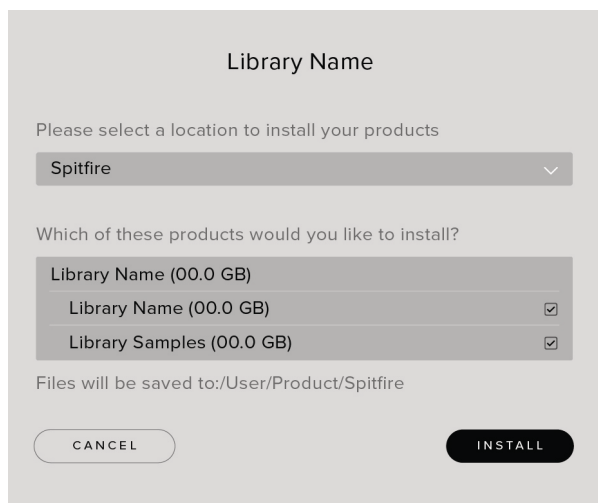 Library Name
Please select a location to install your products
Spitfire
Which of these products would you like to install?
Library Name (00.0 GB)
Library Name (00.0 GB)
Library Samples (00.0 GB)
Files will be saved to:/User/Product/Spitfire
CANCEL
INSTALL